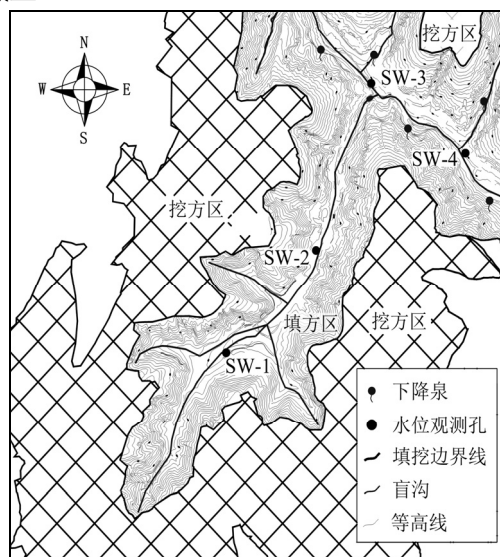 N
W E
S
挖方区
SW-3
SW-4
挖方区
SW-2
填方区
挖方区
SW-1
下降泉
水位观测孔
填挖边界线
盲沟
等高线